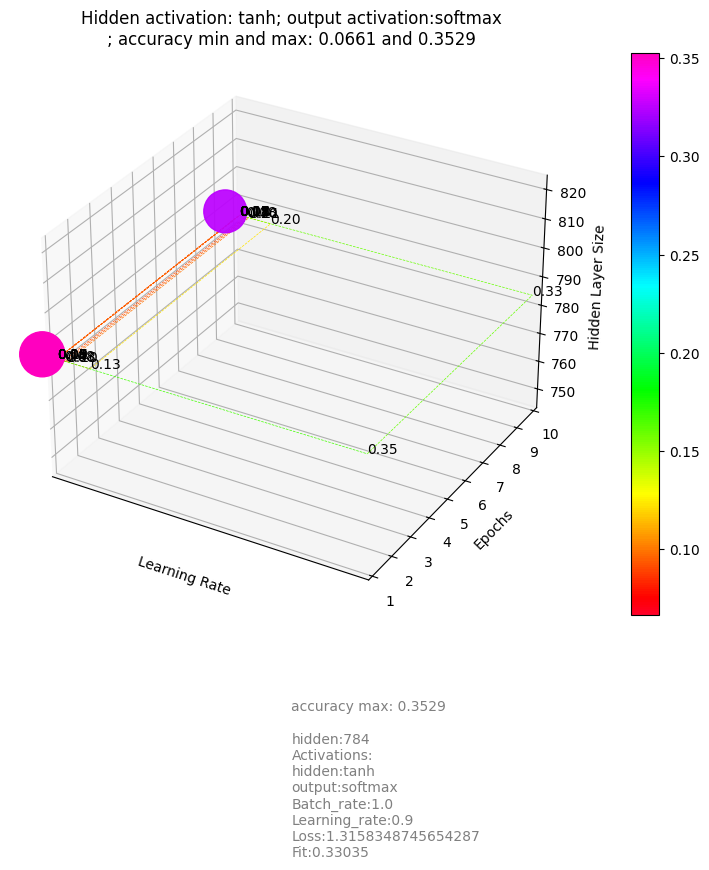 Hidden activation: tanh; output activation:softmax
; accuracy min and max: 0.0661 and 0.3529
0.35
0.30
0.25
0.20
0.15
0.10
820
810
800
790
780
770
760
750
Hidden Layer Size
0.20
0.33
0.13
0.35
10
9
8
7
6
5
4
3
2
1
Epochs
Learning Rate
accuracy max: 0.3529
hidden:784
Activations:
hidden:tanh
output:softmax
Batch_rate:1.0
Learning_rate:0.9
Loss:1.3158348745654287
Fit:0.33035